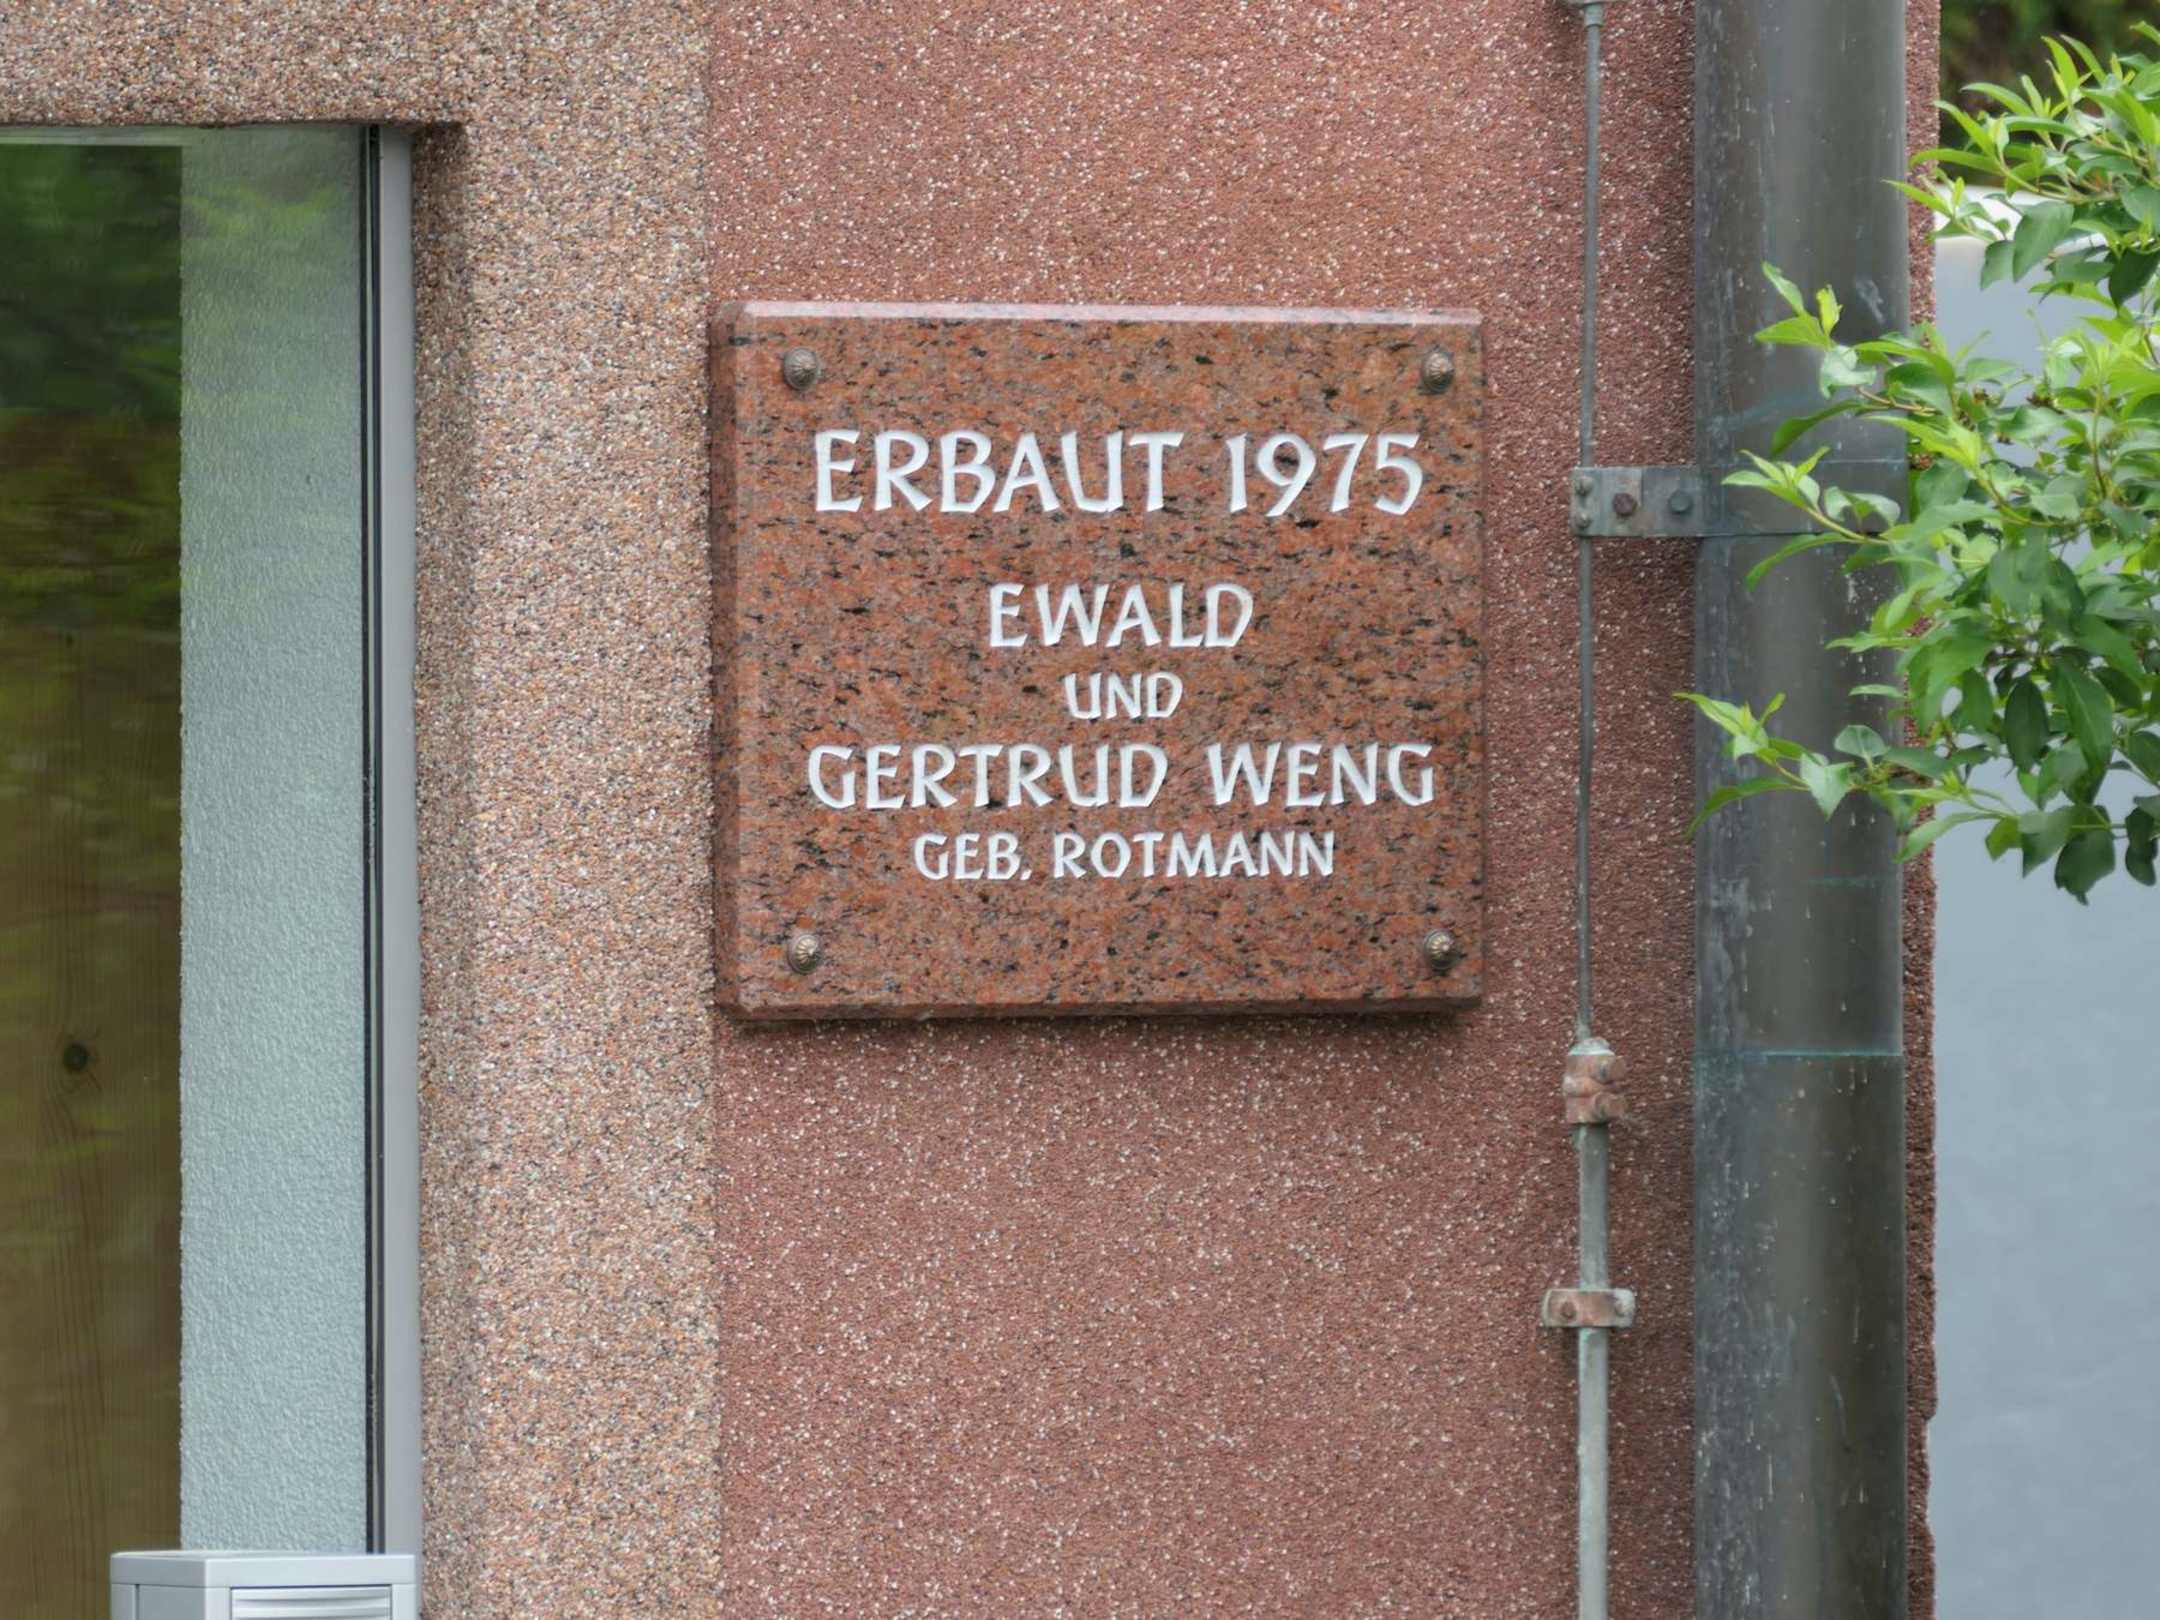 ERBAUT 1975
EWALD
UND
GERTRUD WENG
GEB. ROTMANN